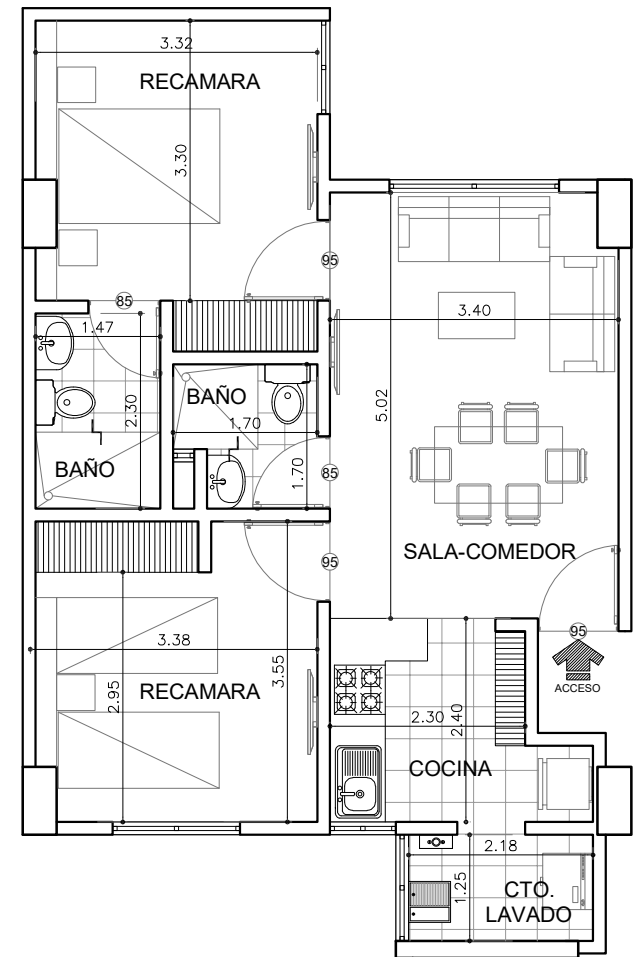 3.32
RECAMARA
3.30
95
85
1.47
3.40
BAÑO
2.30
1.70
5.02
BAÑO
1.70
85
SALA-COMEDOR
95
3.38
3.55
2.95
RECAMARA
95
ACCESO
2.30
2.40
COCINA
2.18
1.25
CTO.
LAVADO